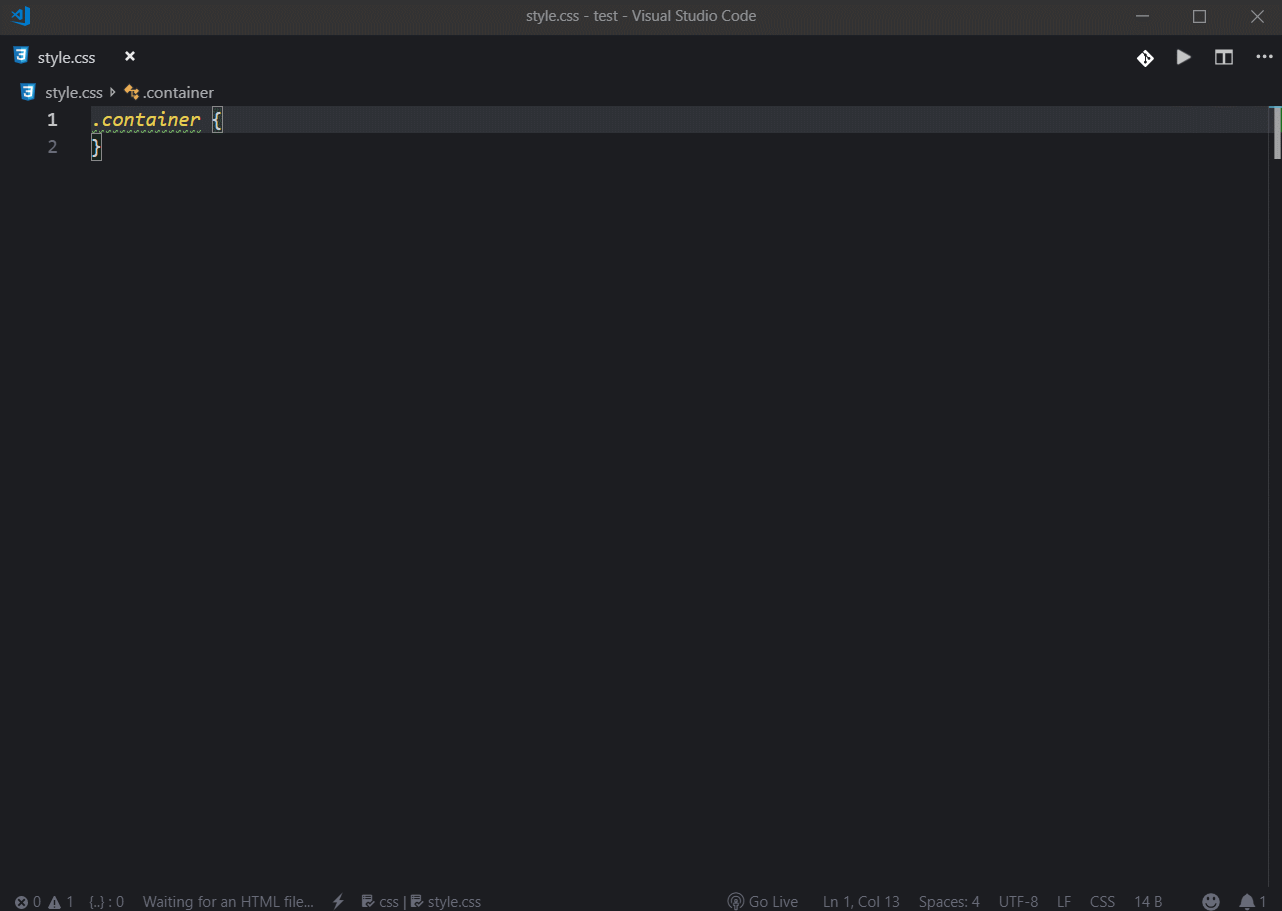 style.css - test - Visual Studio Code
style.css
style.css .container
1 .container {
2 }
0 1 {..} : 0 Waiting for an HTML file... css | style.css Go Live Ln 1, Col 13 Spaces: 4 UTF-8 LF CSS 14 B 1